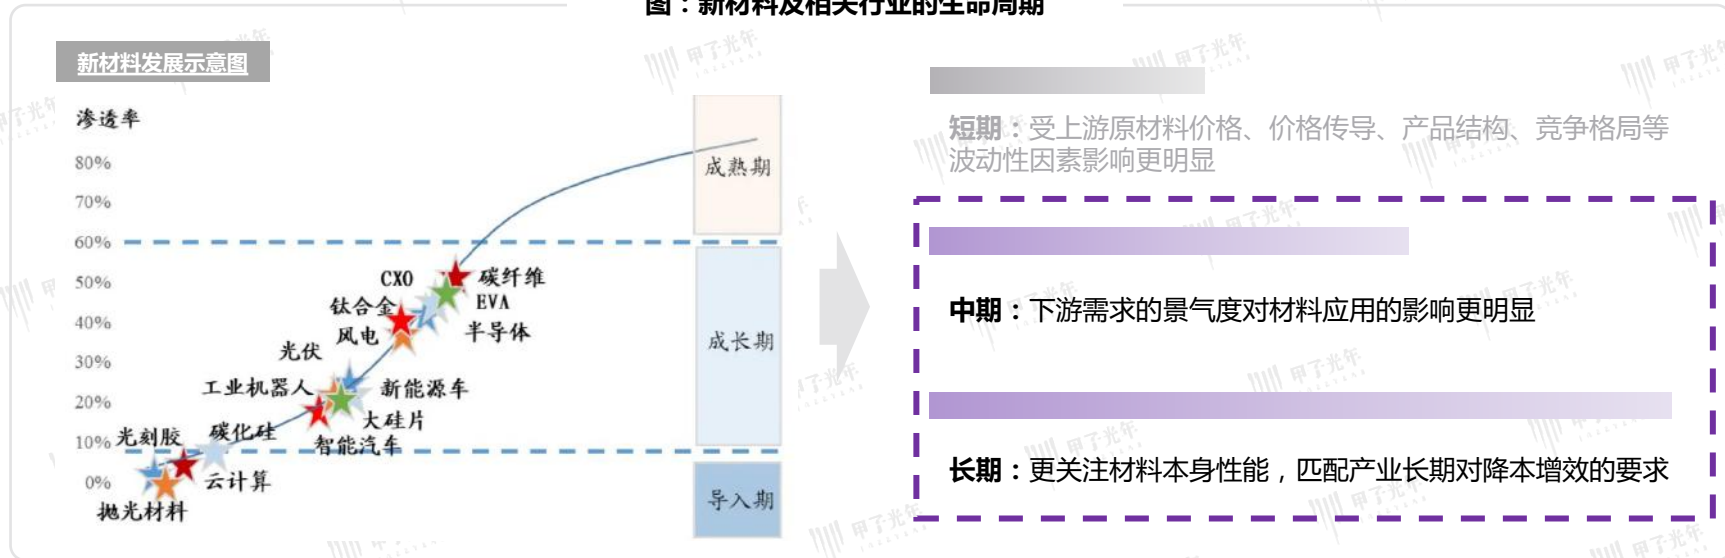 图：新材料及相关行业的生命周期
新材料发展示意图
渗透率
80%
70%
60%
50%
40%
30%
20%
10%
0%
成熟期
成长期
导入期
CXO
碳纤维
钛合金
EVA
风电
半导体
光伏
工业机器人
新能源车
大硅片
智能汽车
光刻胶
碳化硅
云计算
抛光材料
短期：受上游原材料价格、价格传导、产品结构、竞争格局等
波动性因素影响更明显
中期：下游需求的景气度对材料应用的影响更明显
长期：更关注材料本身性能，匹配产业长期对降本增效的要求
甲子光年